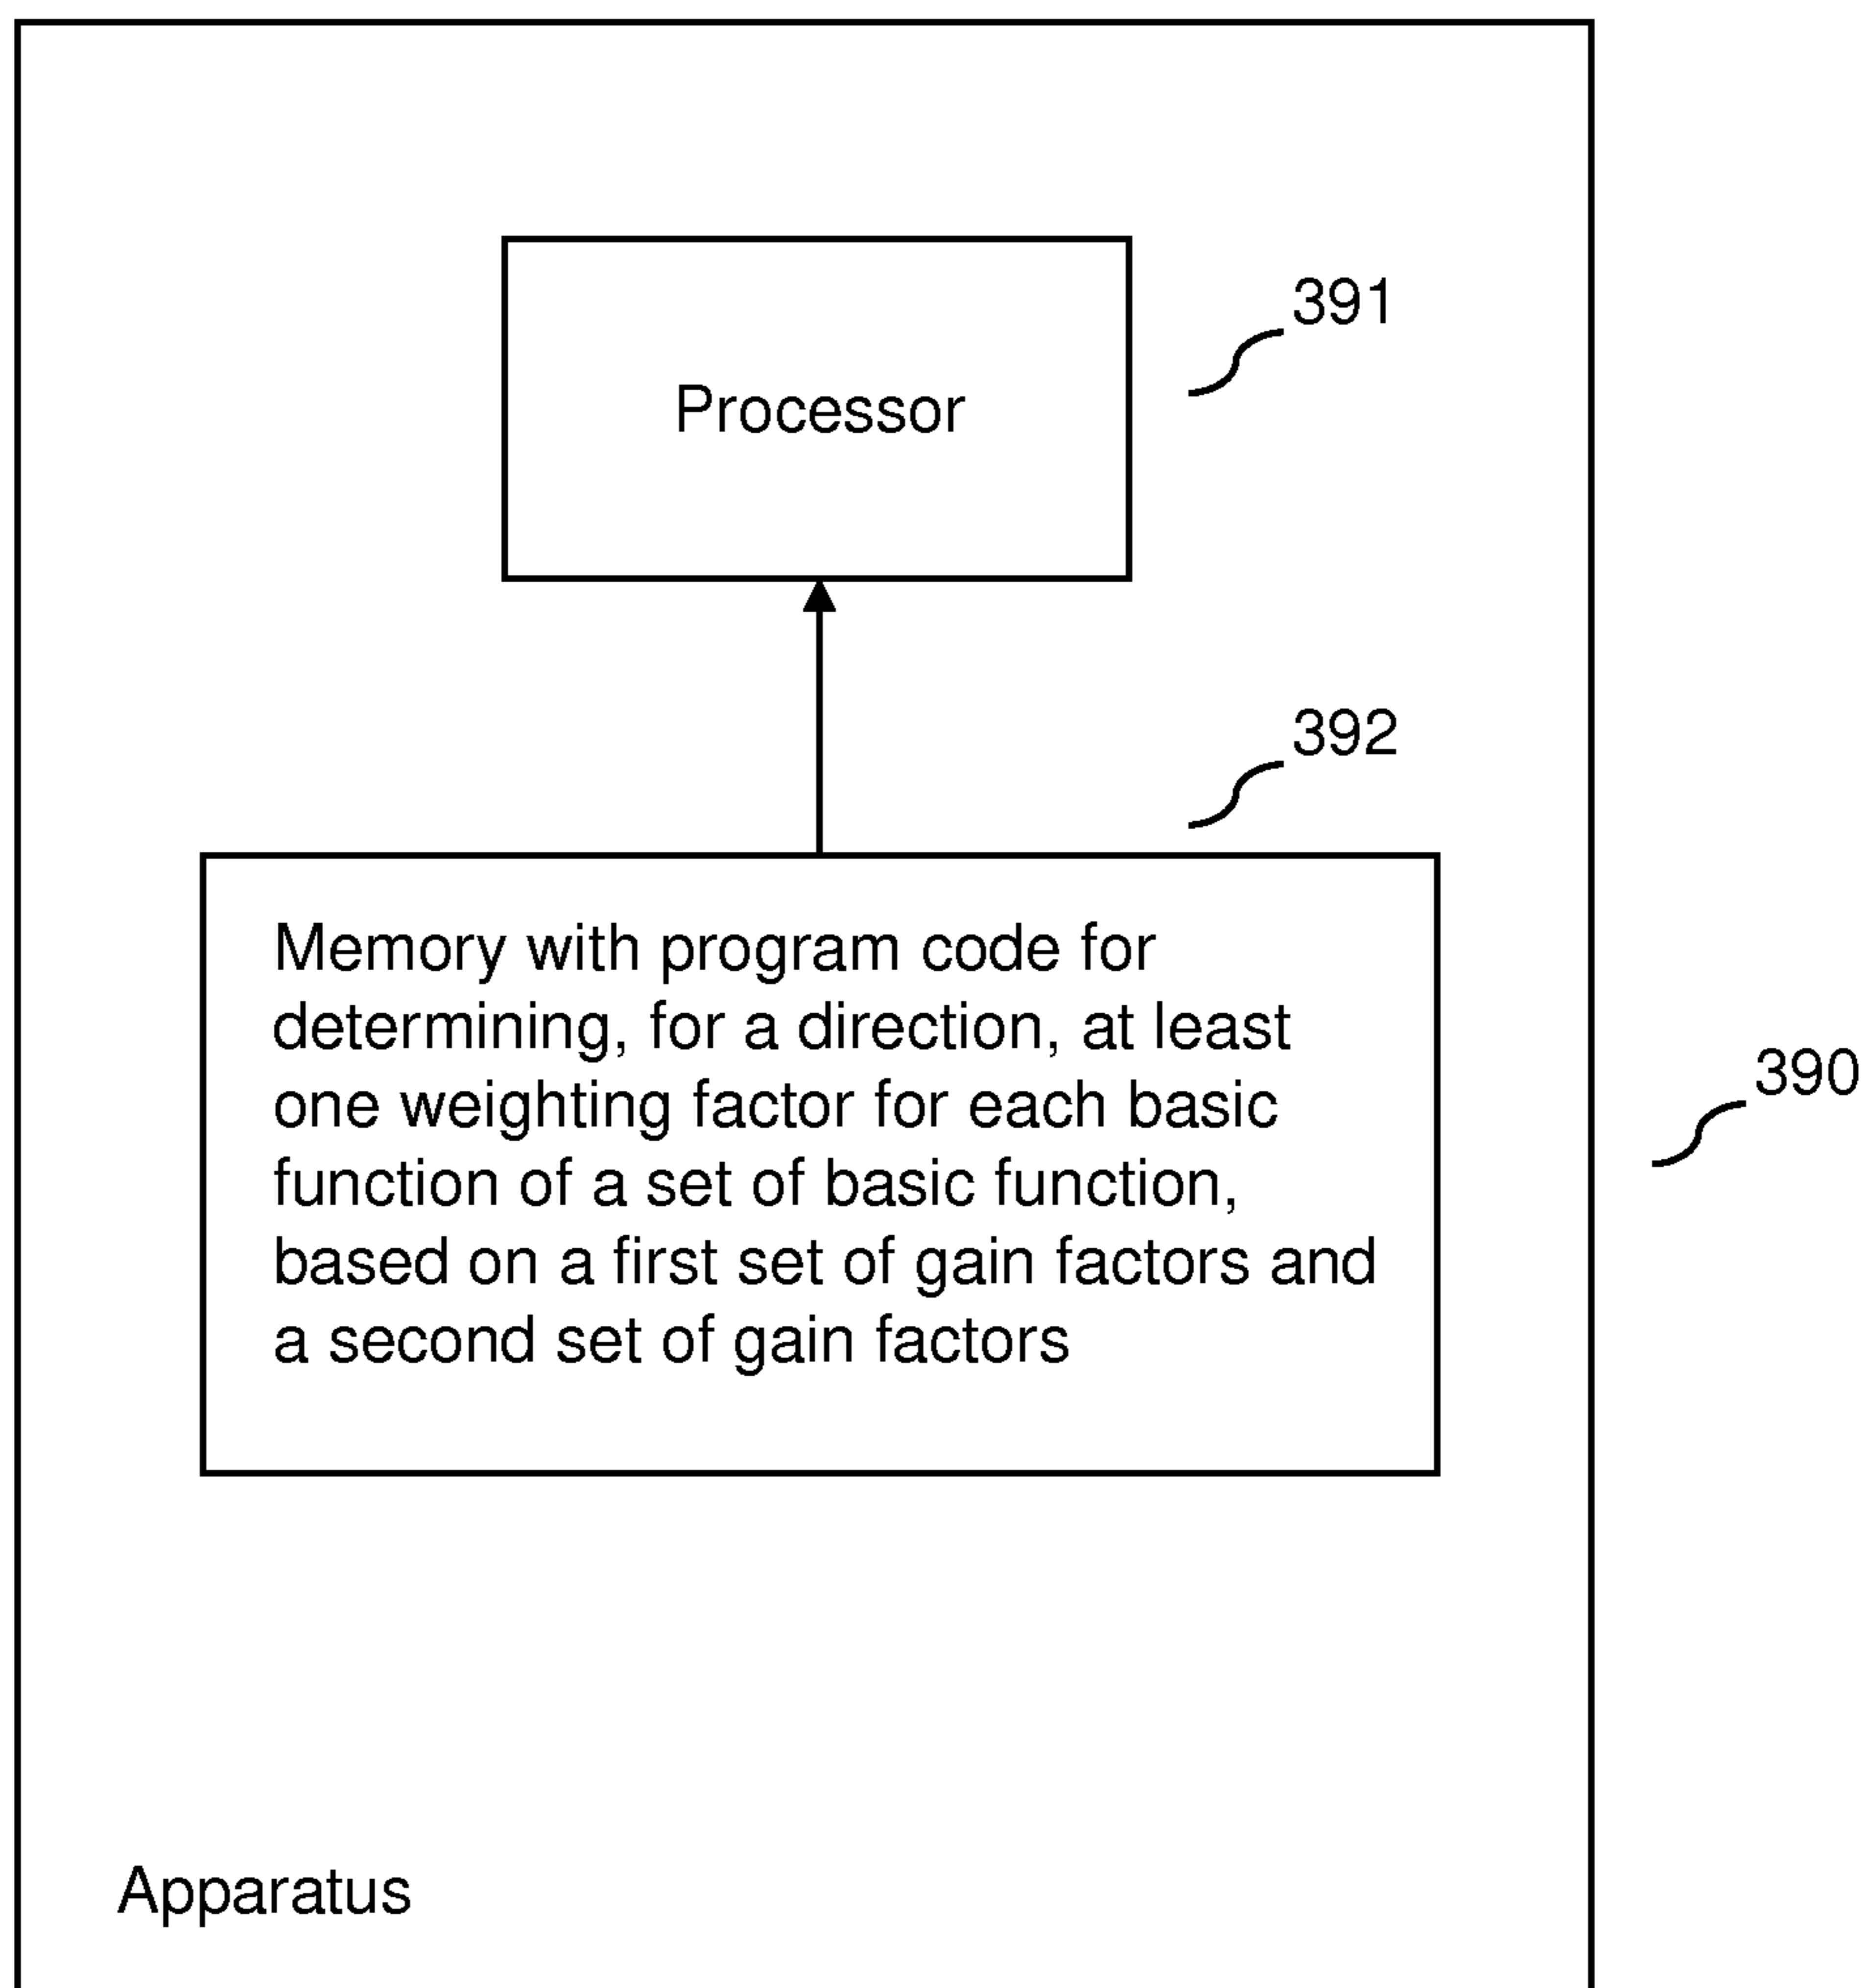 391
Processor
392
Memory with program code for
determining, for a direction, at least
one weighting factor for each basic
function of a set of basic function,
based on a first set of gain factors and
a second set of gain factors
390
Apparatus